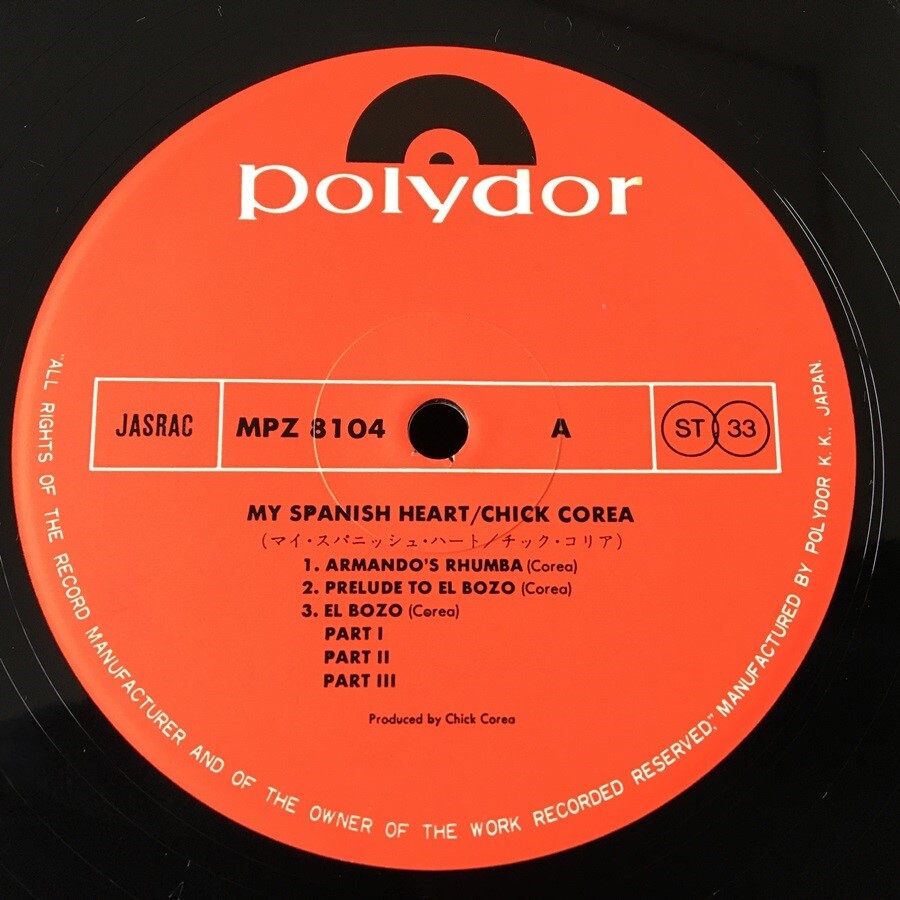 polydor
JASRAC
MPZ 8104
A
ST 33
MY SPANISH HEART/CHICK COREA
(マイ・スパニッシュ・ハート/チック・コリア)
1. ARMANDO'S RHUMBA (Corea)
2. PRELUDE TO EL BOZO (Corea)
3. EL BOZO (Corea)
PART I
PART II
PART III
Produced by Chick Corea
"ALL RIGHTS OF THE RECORD MANUFACTURER AND OF THE OWNER OF THE WORK RECORDED RESERVED," MANUFACTURED BY POLYDOR K. K., JAPAN.